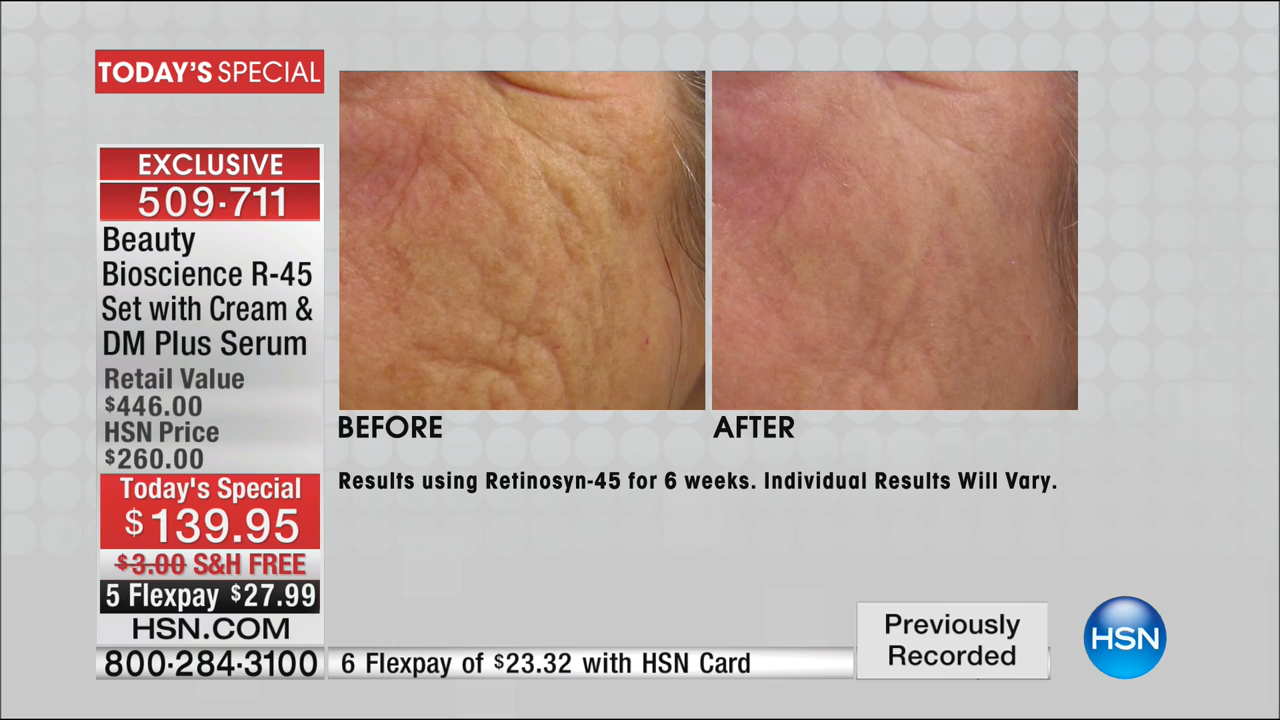 TODAY'S SPECIAL
EXCLUSIVE
509·711
Beauty
Bioscience R-45
Set with Cream &
DM Plus Serum
Retail Value
$446.00
HSN Price
$260.00
Today's Special
$139.95
$3.00 S&H FREE
5 Flexpay $27.99
HSN.COM
800·284·3100
BEFORE
AFTER
Results using Retinosyn-45 for 6 weeks. Individual Results Will Vary.
6 Flexpay of $23.32 with HSN Card
Previously
Recorded
HSN